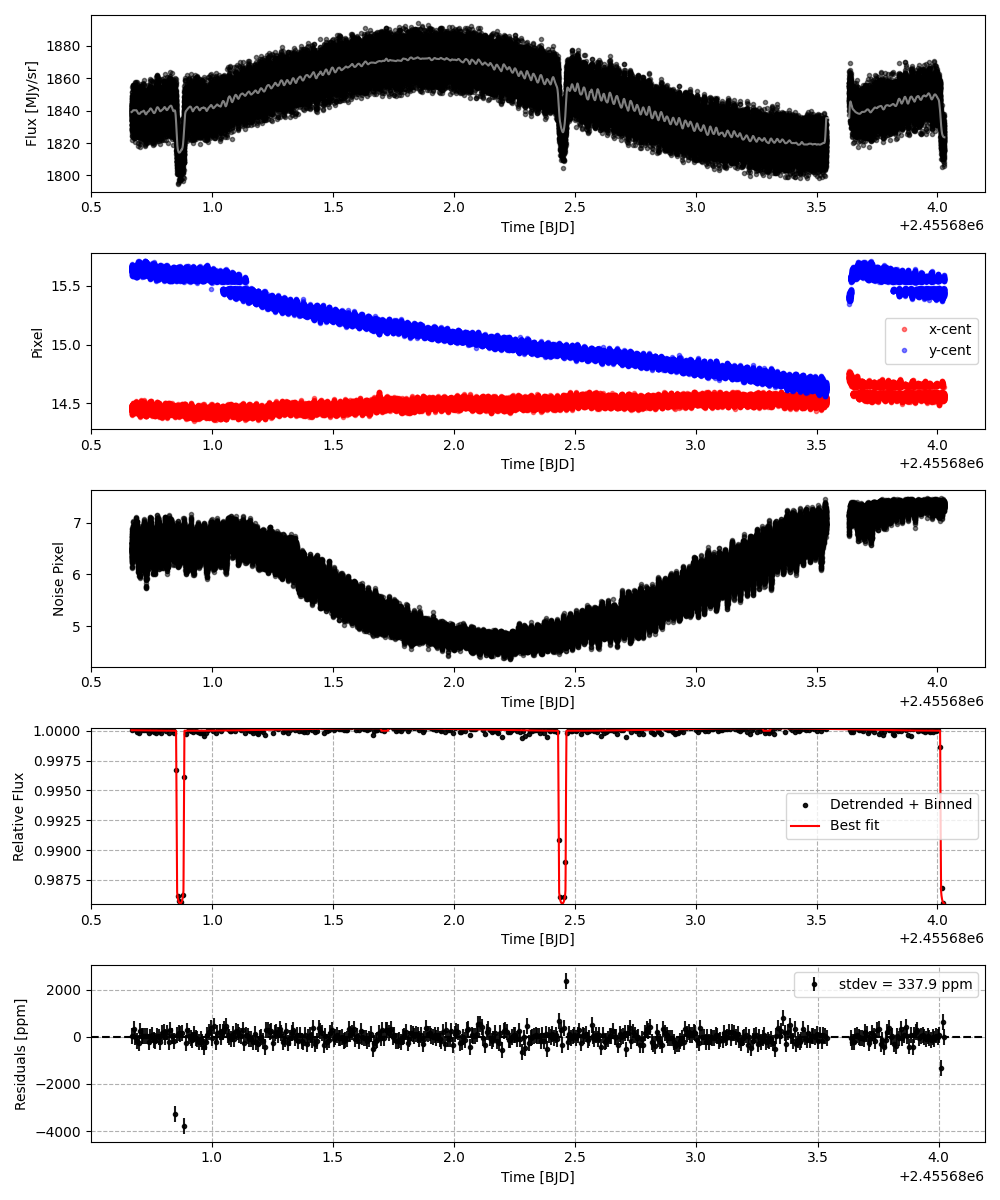 Flux [MJy/sr]
1880
1860
1840
1820
1800
0.5 1.0 1.5 2.0 2.5 3.0 3.5 4.0
Time [BJD]
+2.45568e6
Pixel
15.5
15.0
14.5
x-cent
y-cent
0.5 1.0 1.5 2.0 2.5 3.0 3.5 4.0
Time [BJD]
+2.45568e6
Noise Pixel
7
6
5
0.5 1.0 1.5 2.0 2.5 3.0 3.5 4.0
Time [BJD]
+2.45568e6
Relative Flux
1.0000
0.9975
0.9950
0.9925
0.9900
0.9875
Detrended + Binned
Best fit
0.5 1.0 1.5 2.0 2.5 3.0 3.5 4.0
Time [BJD]
+2.45568e6
Residuals [ppm]
2000
0
−2000
−4000
stdev = 337.9 ppm
1.0 1.5 2.0 2.5 3.0 3.5 4.0
Time [BJD]
+2.45568e6